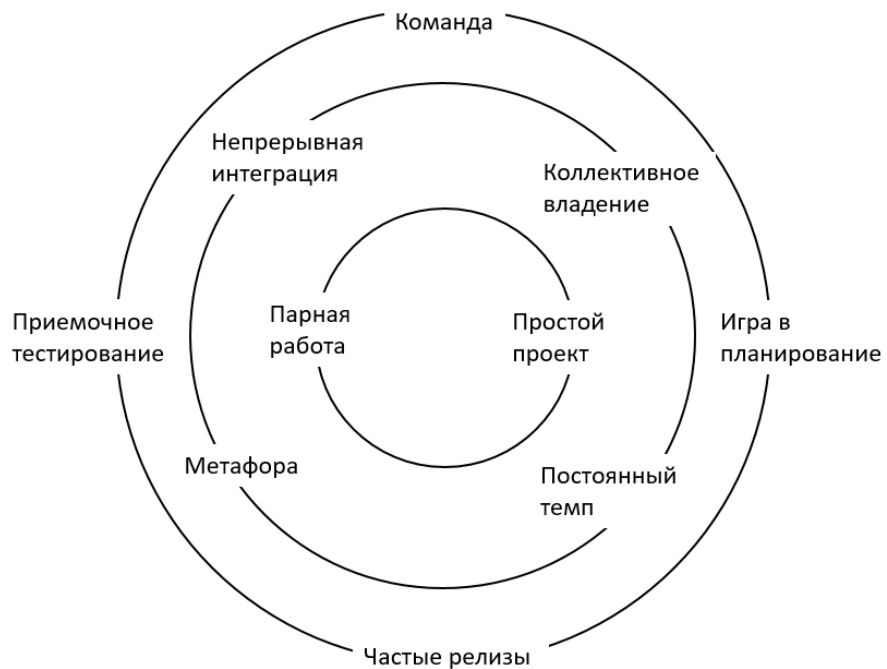 Команда
Непрерывная
интеграция
Коллективное
владение
Приемочное
тестирование
Парная
работа
Простой
проект
Игра в
планирование
Метафора
Постоянный
темп
Частые релизы